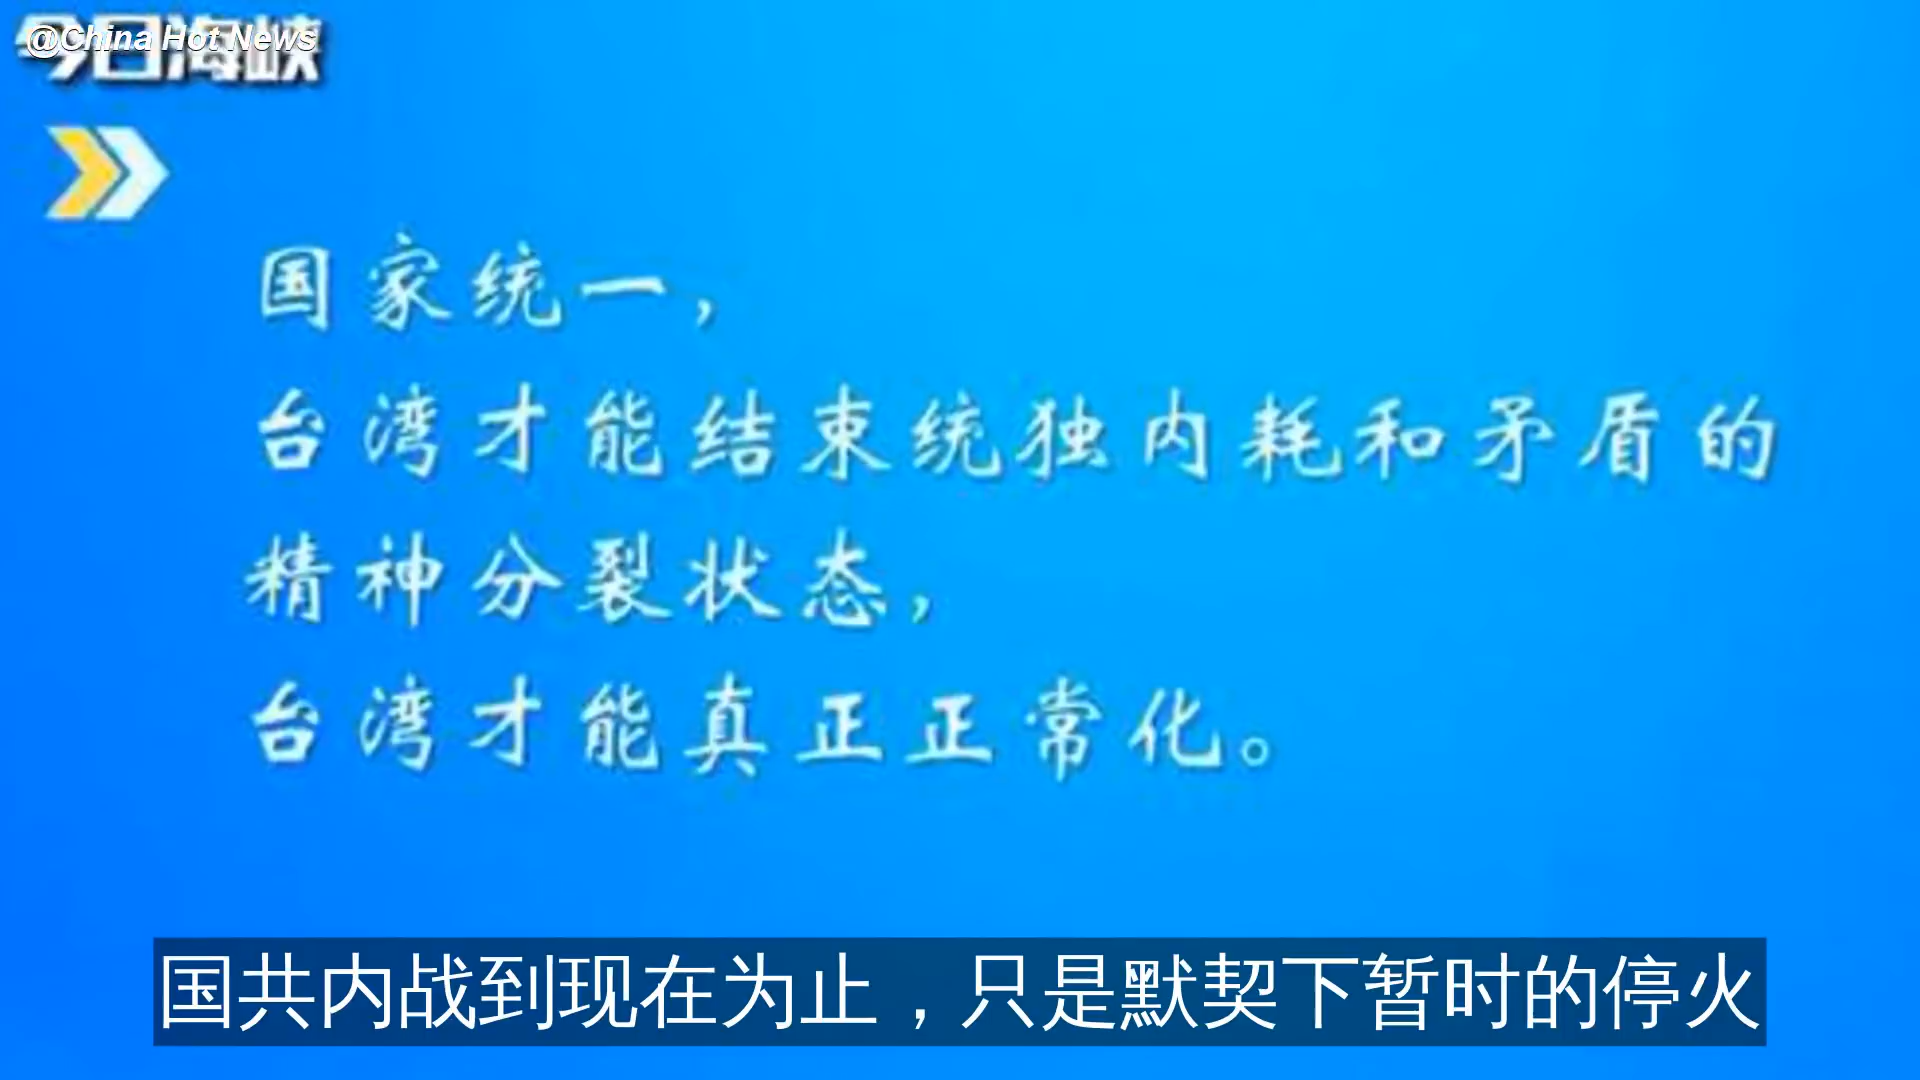 @China Hot News
今日海峡
国家统一，
台湾才能结束统独内耗和矛盾的
精神分裂状态，
台湾才能真正正常化。
国共内战到现在为止，只是默契下暂时的停火